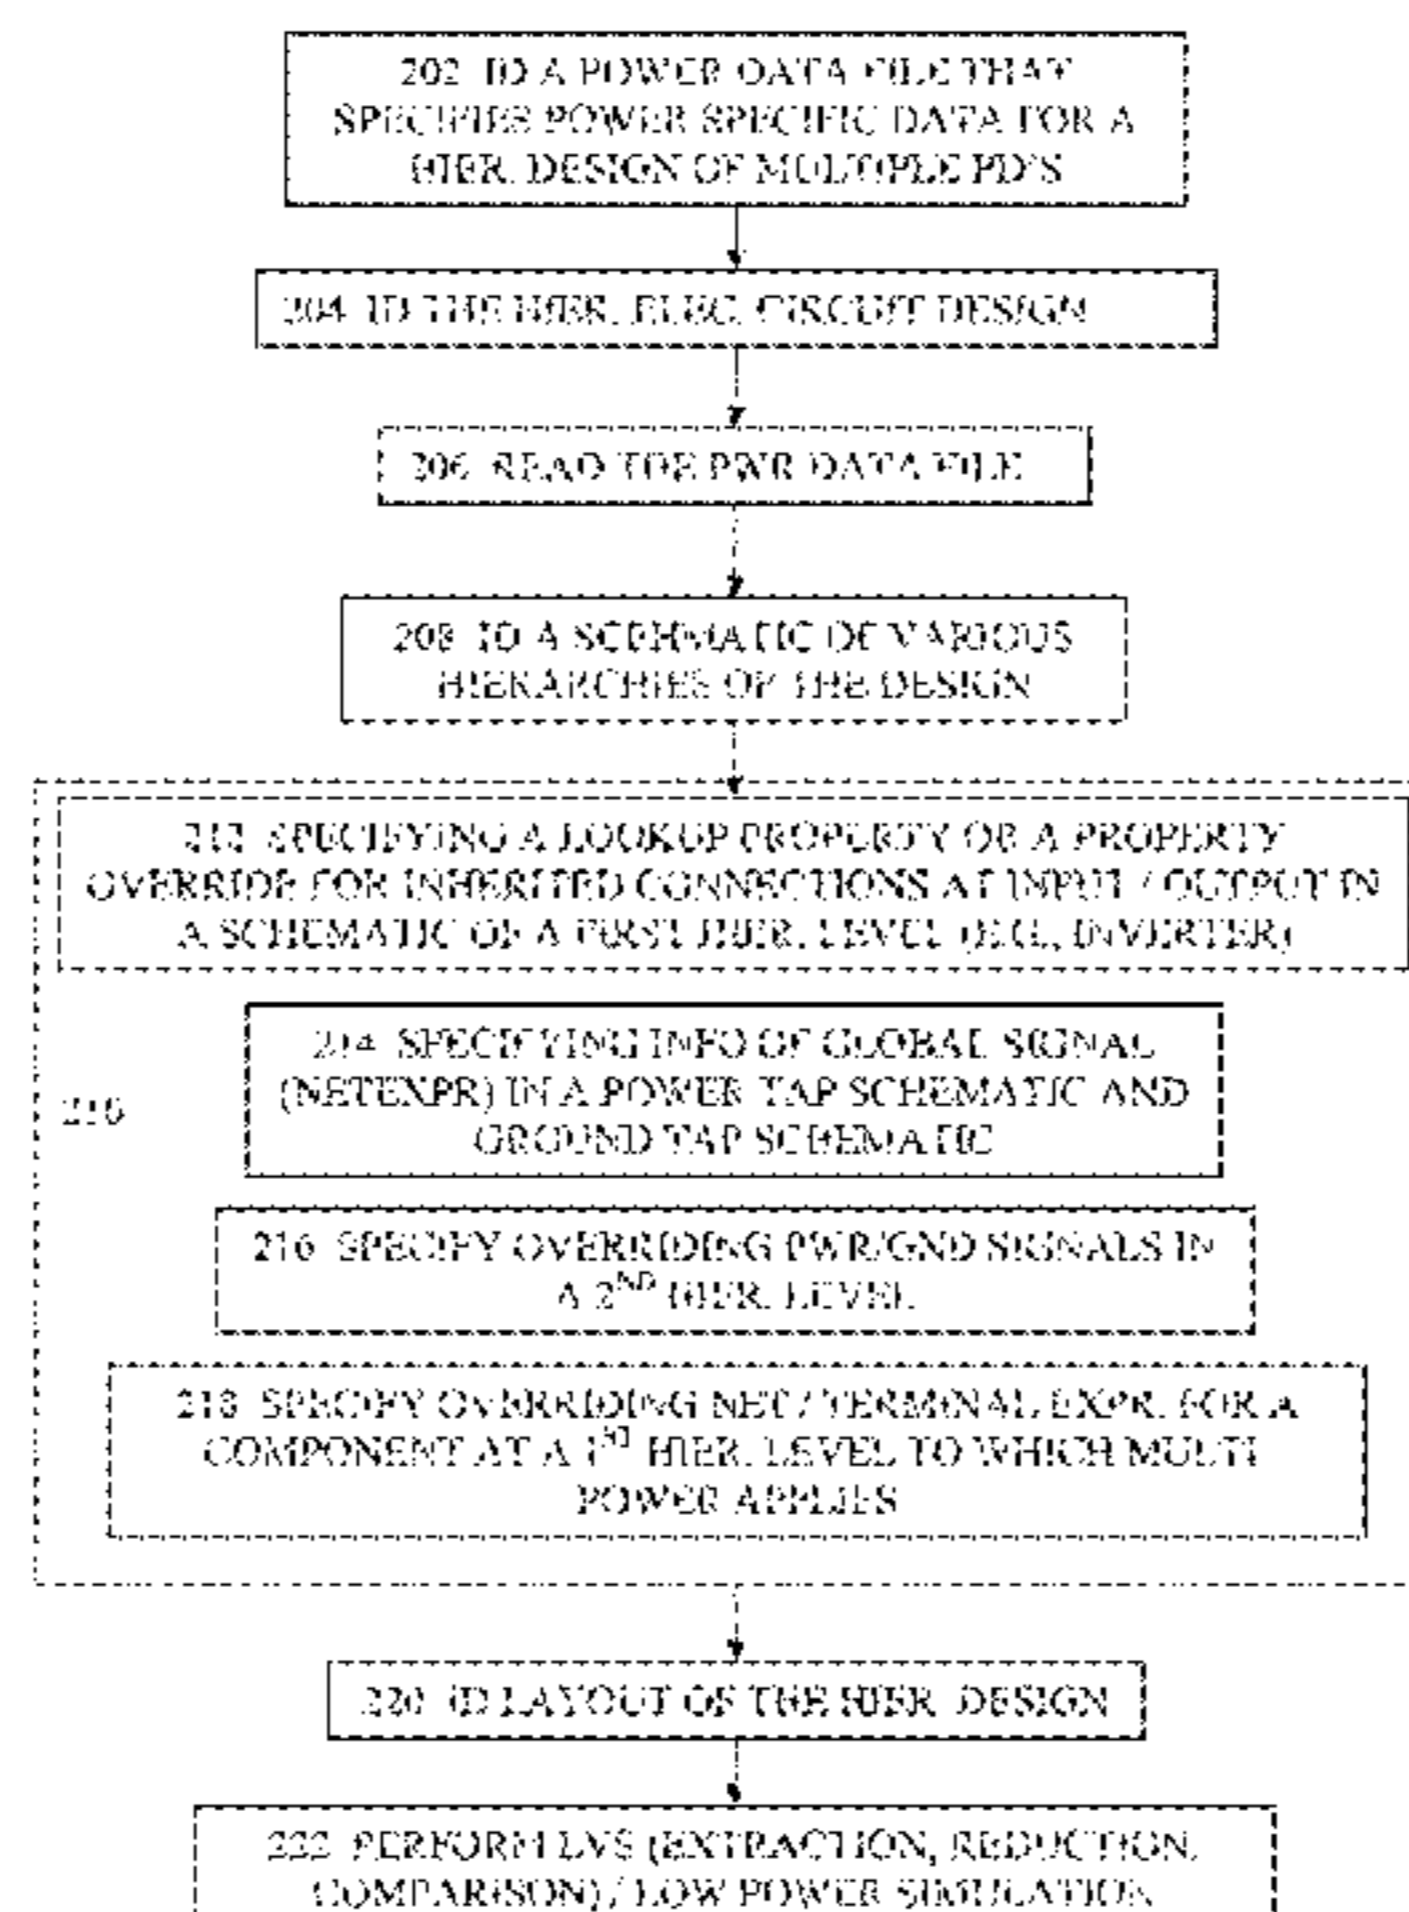 202 ID A POWER DATA FILE THAT
SPECIFIES POWER SPECIFIC DATA FOR A
HIER. DESIGN OF MULTIPLE PD'S
204 ID THE HIER. ELEC. CIRCUIT DESIGN
206 READ THE PWR DATA FILE
208 ID A SCEHMATIC OF VARIOUS
HIERARCHIES OF THE DESIGN
212 SPECIFYING A LOOKUP PROPERTY OR A PROPERTY
OVERRIDE FOR INHERITED CONNECTIONS AT INPUT / OUTPUT IN
A SCHEMATIC OF A FIRST HIER. LEVEL (E.G., INVERTER)
214 SPECIFYING INFO OF GLOBAL SIGNAL
(NETEXPR) IN A POWER TAP SCHEMATIC AND
GROUND TAP SCHEMATIC
210
216 SPECIFY OVERRIDING PWR/GND SIGNALS IN
A 2ND HIER. LEVEL
218 SPECIFY OVERRIDING NET / TERMINAL EXPR. FOR A
COMPONENT AT A 1ST HIER. LEVEL TO WHICH MULTI
POWER APPLIES
220 ID LAYOUT OF THE HIER. DESIGN
222 PERFORM LVS (EXTRACTION, REDUCTION,
COMPARISON) / LOW POWER SIMULATION